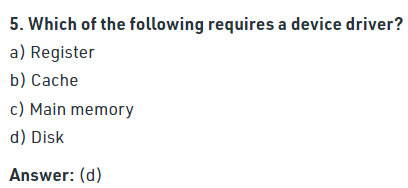 5. Which of the following requires a device driver?
a) Register
b) Cache
c) Main memory
d) Disk
Answer: (d)